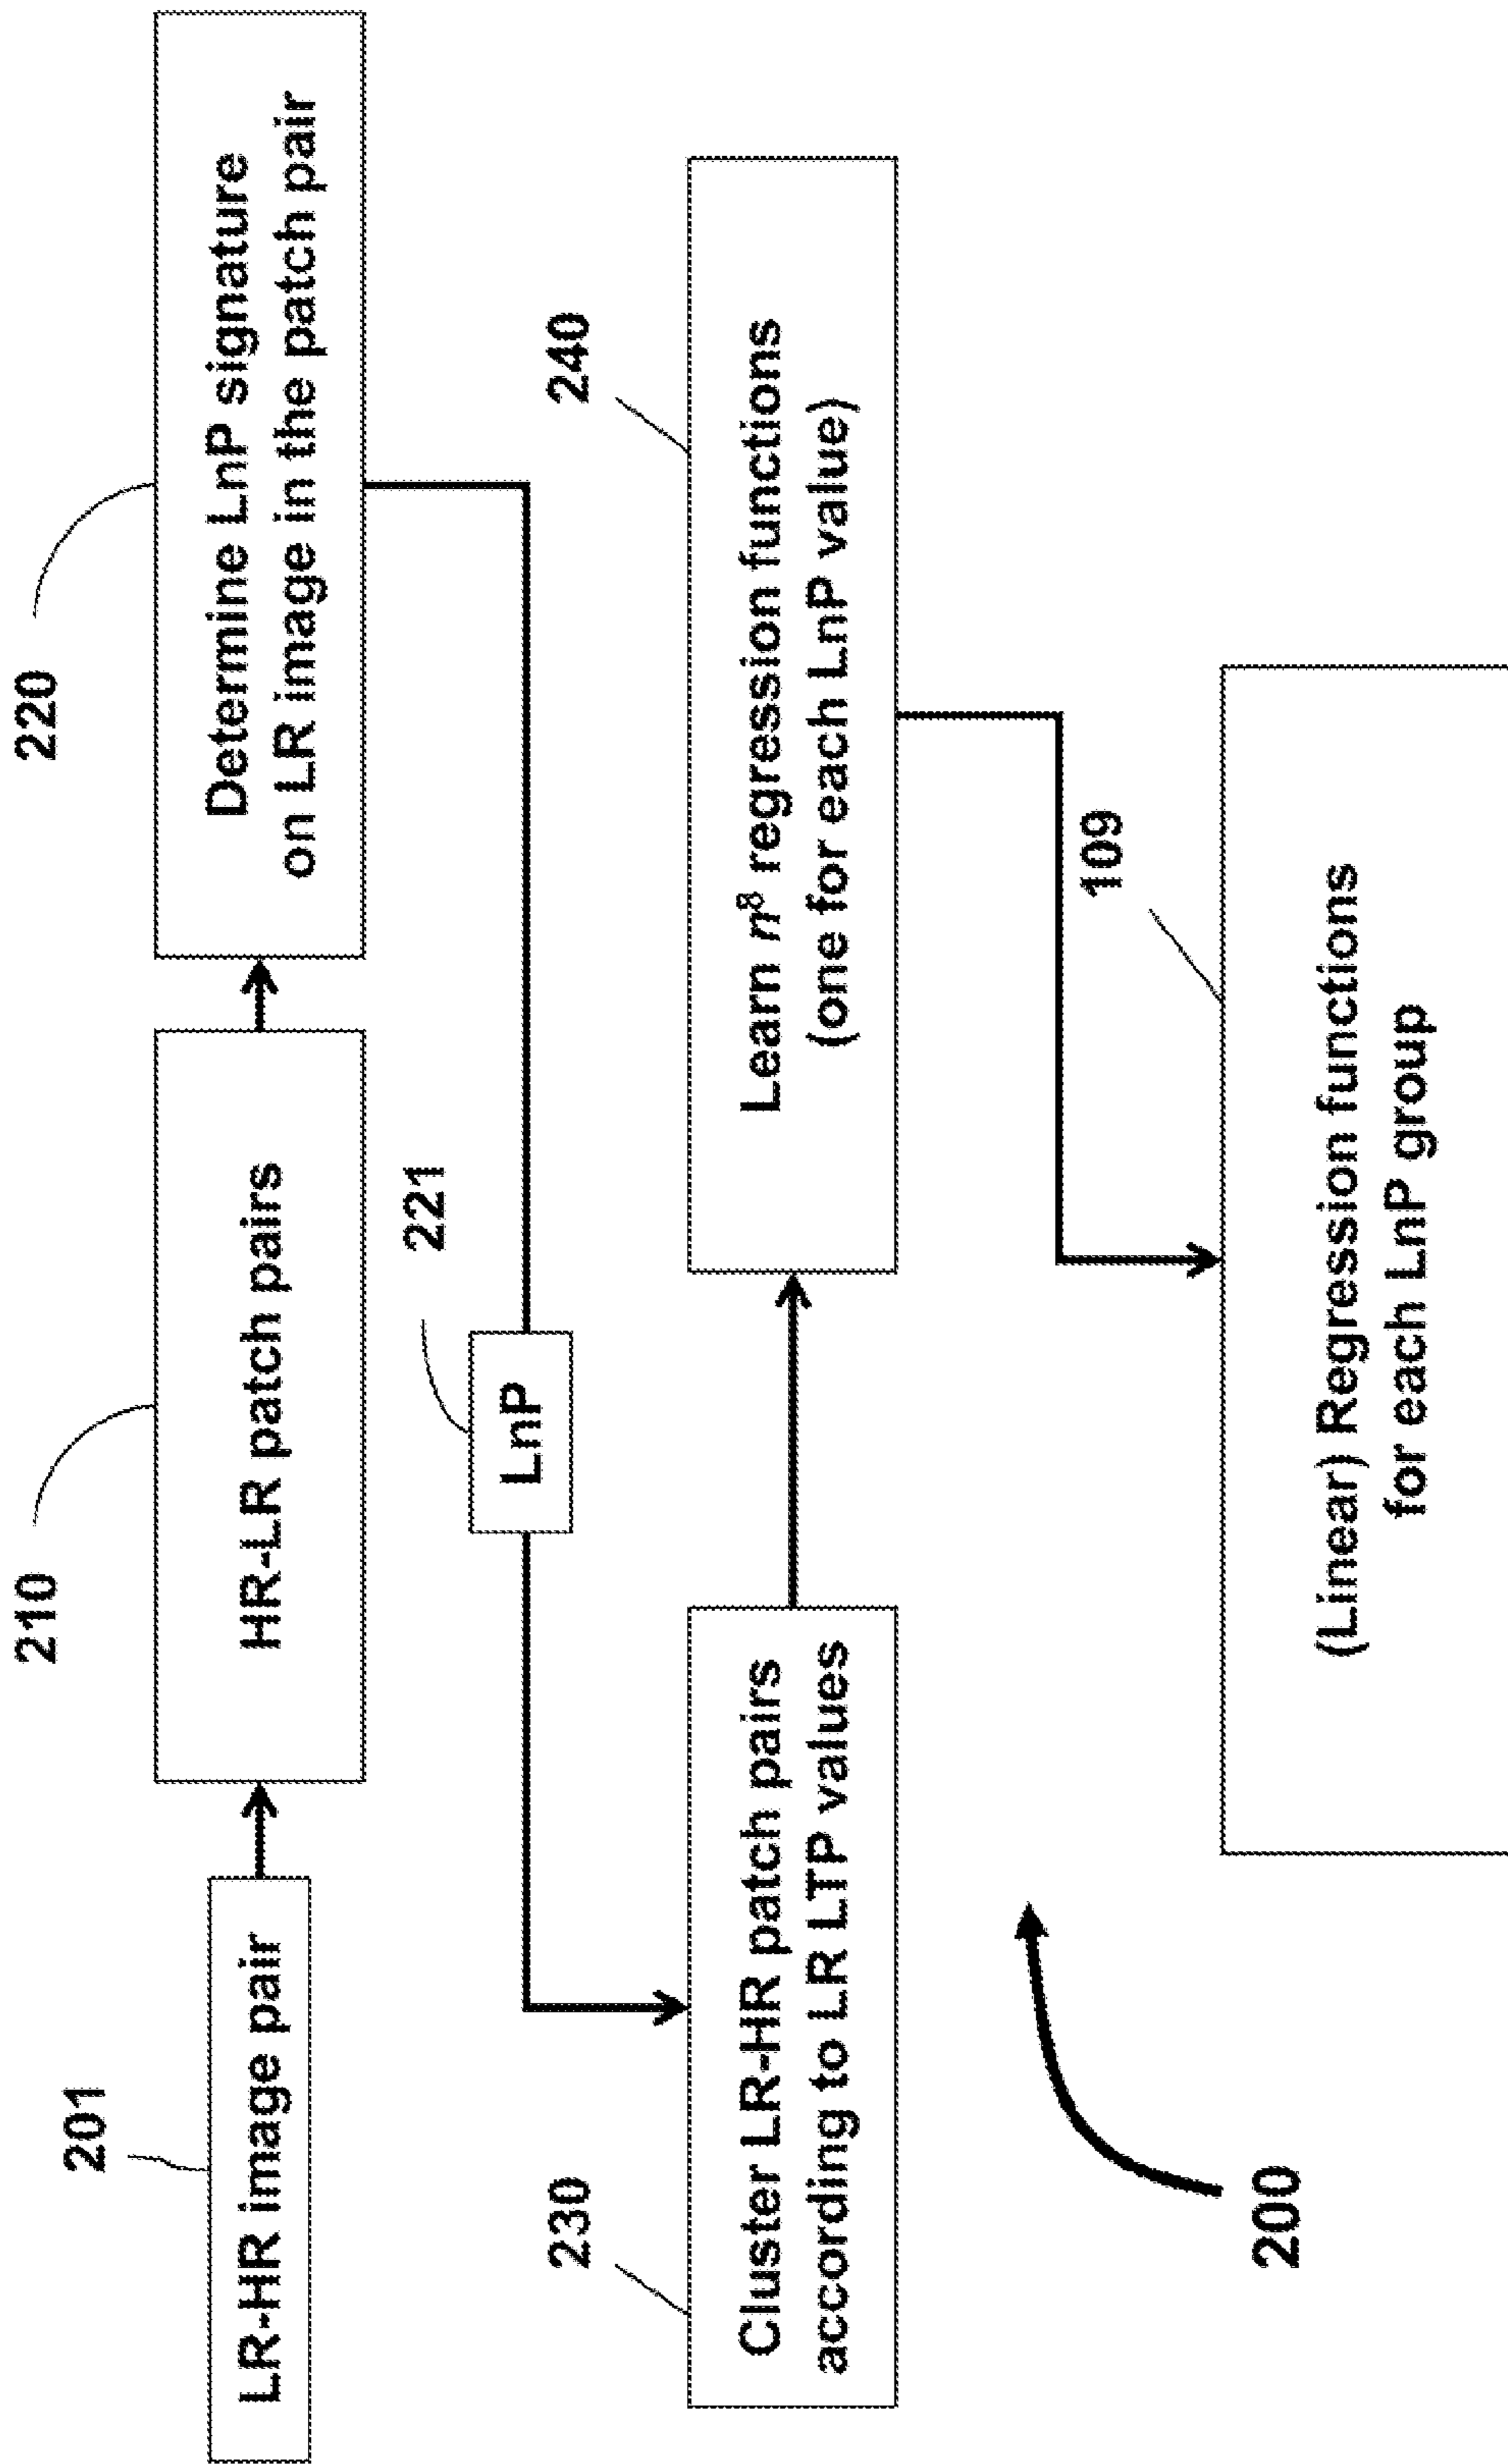 201
LR-HR image pair
210
HR-LR patch pairs
220
Determine LnP signature
on LR image in the patch pair
221
LnP
230
Cluster LR-HR patch pairs
according to LR LTP values
240
Learn n⁸ regression functions
(one for each LnP value)
109
(Linear) Regression functions
for each LnP group
200